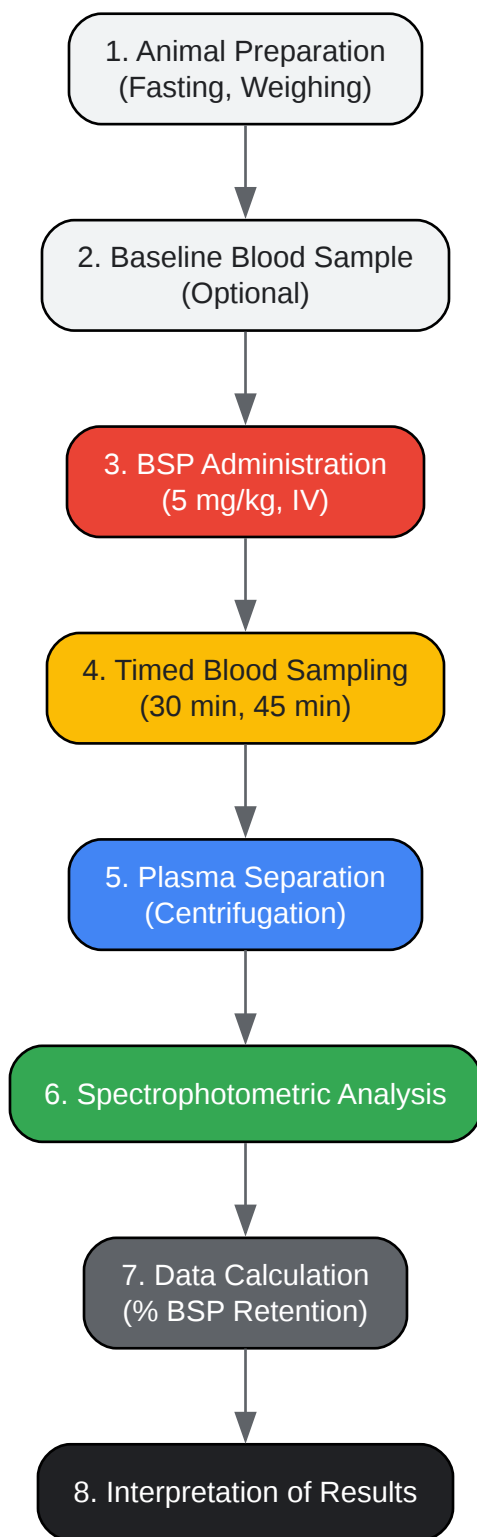 1. Animal Preparation
(Fasting, Weighing)
2. Baseline Blood Sample
(Optional)
3. BSP Administration
(5 mg/kg, IV)
4. Timed Blood Sampling
(30 min, 45 min)
5. Plasma Separation
(Centrifugation)
6. Spectrophotometric Analysis
7. Data Calculation
(% BSP Retention)
8. Interpretation of Results